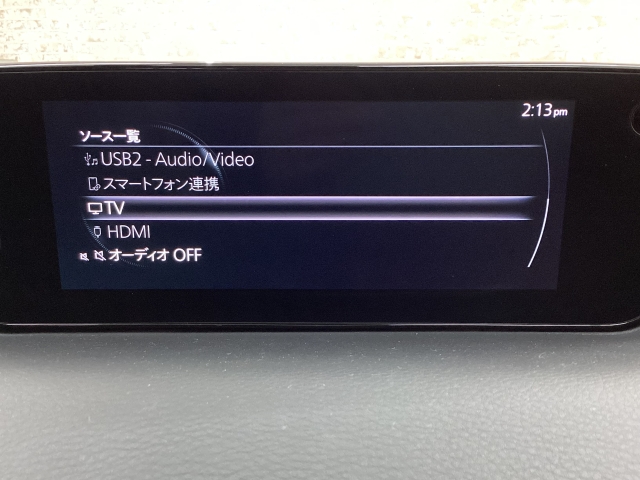 2:13pm
ソース一覧
USB2 - Audio/Video
スマートフォン連携
TV
HDMI
オーディオ OFF